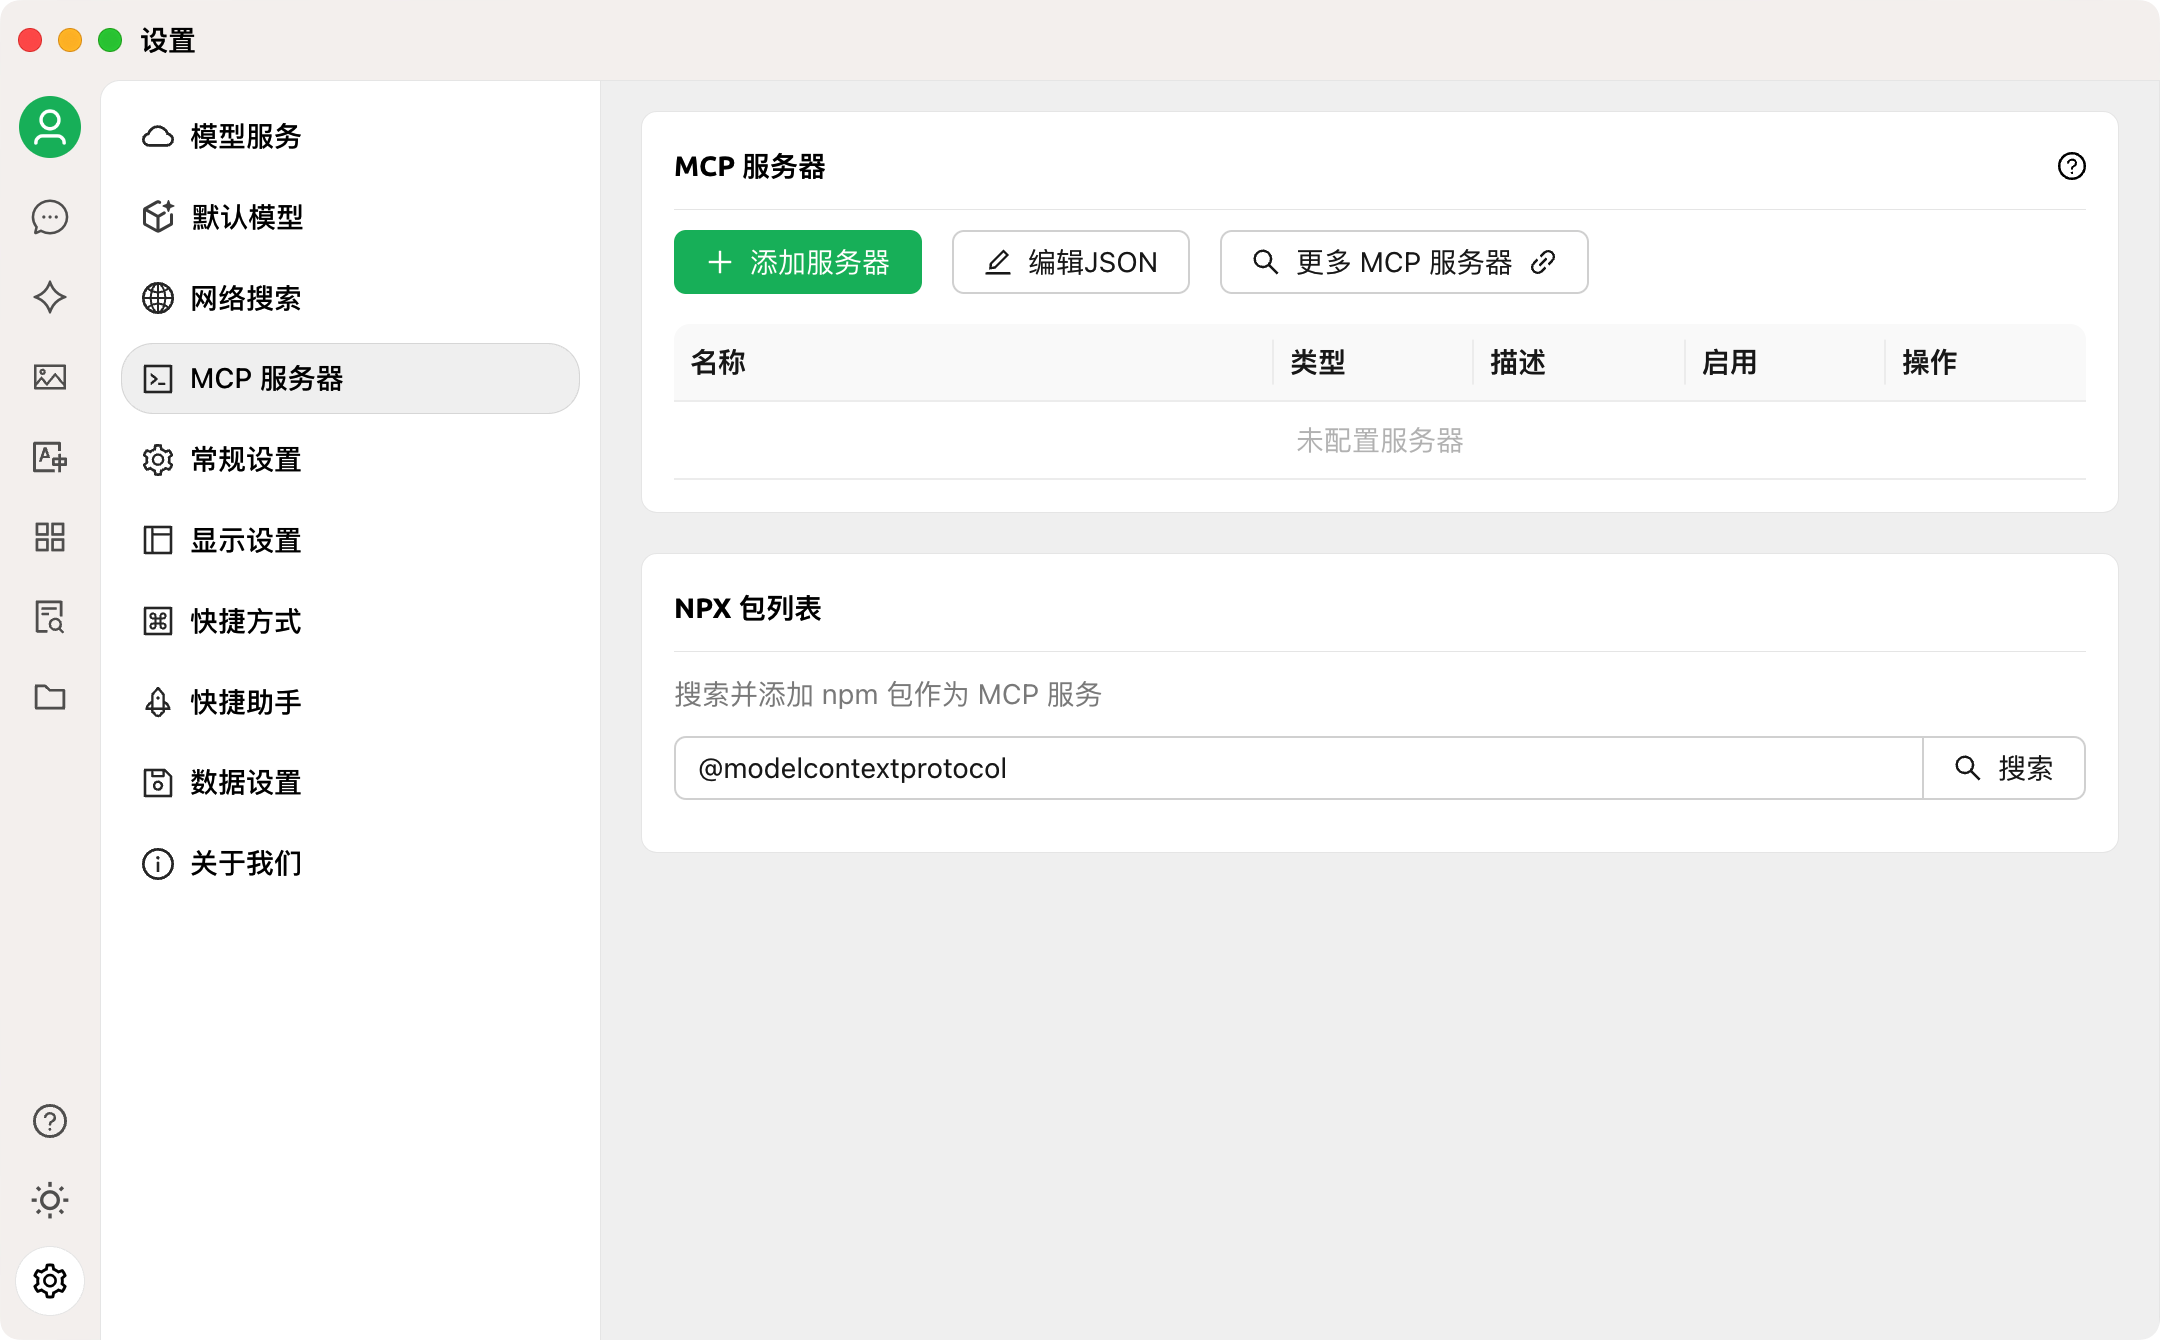 设置
模型服务
默认模型
网络搜索
MCP 服务器
常规设置
显示设置
快捷方式
快捷助手
数据设置
关于我们
MCP 服务器
添加服务器
编辑JSON
更多 MCP 服务器
名称 类型 描述 启用 操作
未配置服务器
NPX 包列表
搜索并添加 npm 包作为 MCP 服务
@modelcontextprotocol
搜索